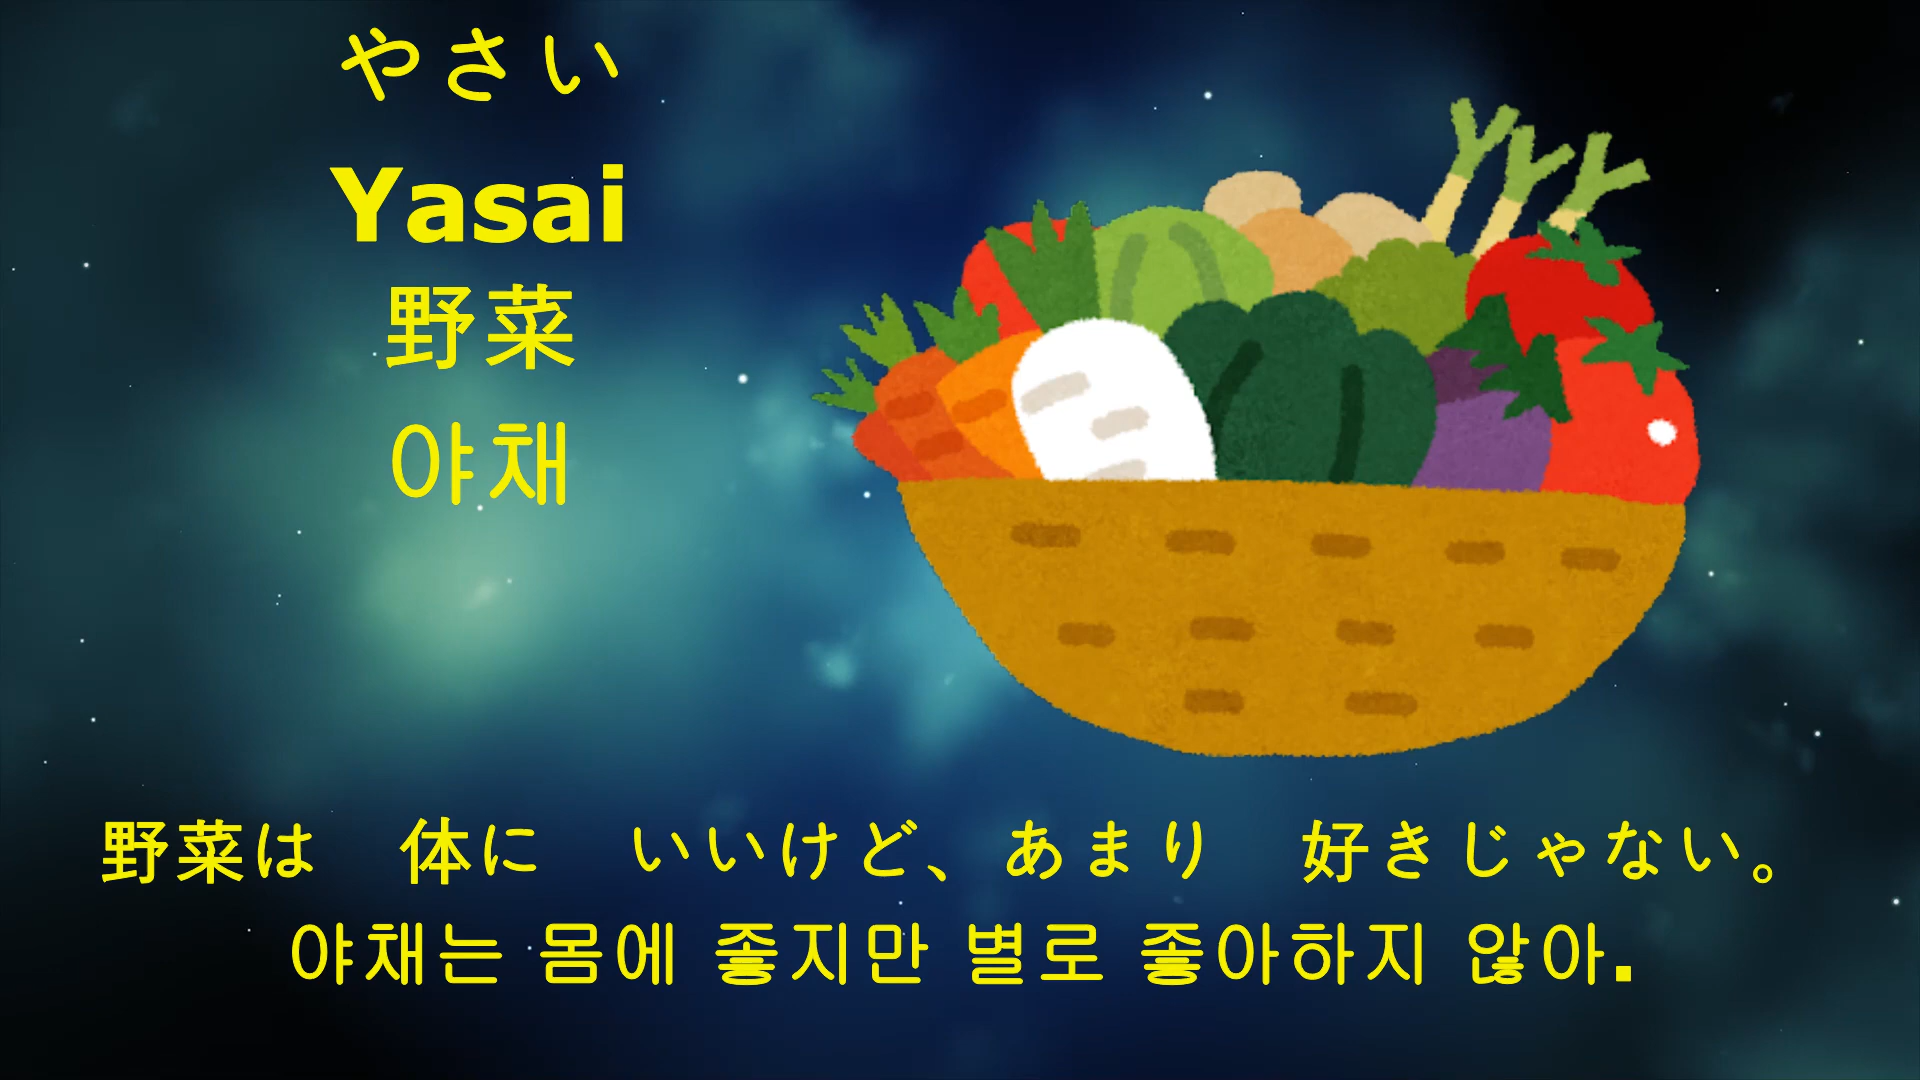 やさい
Yasai
野菜
야채
野菜は　体に　いいけど、あまり　好きじゃない。
야채는 몸에 좋지만 별로 좋아하지 않아.